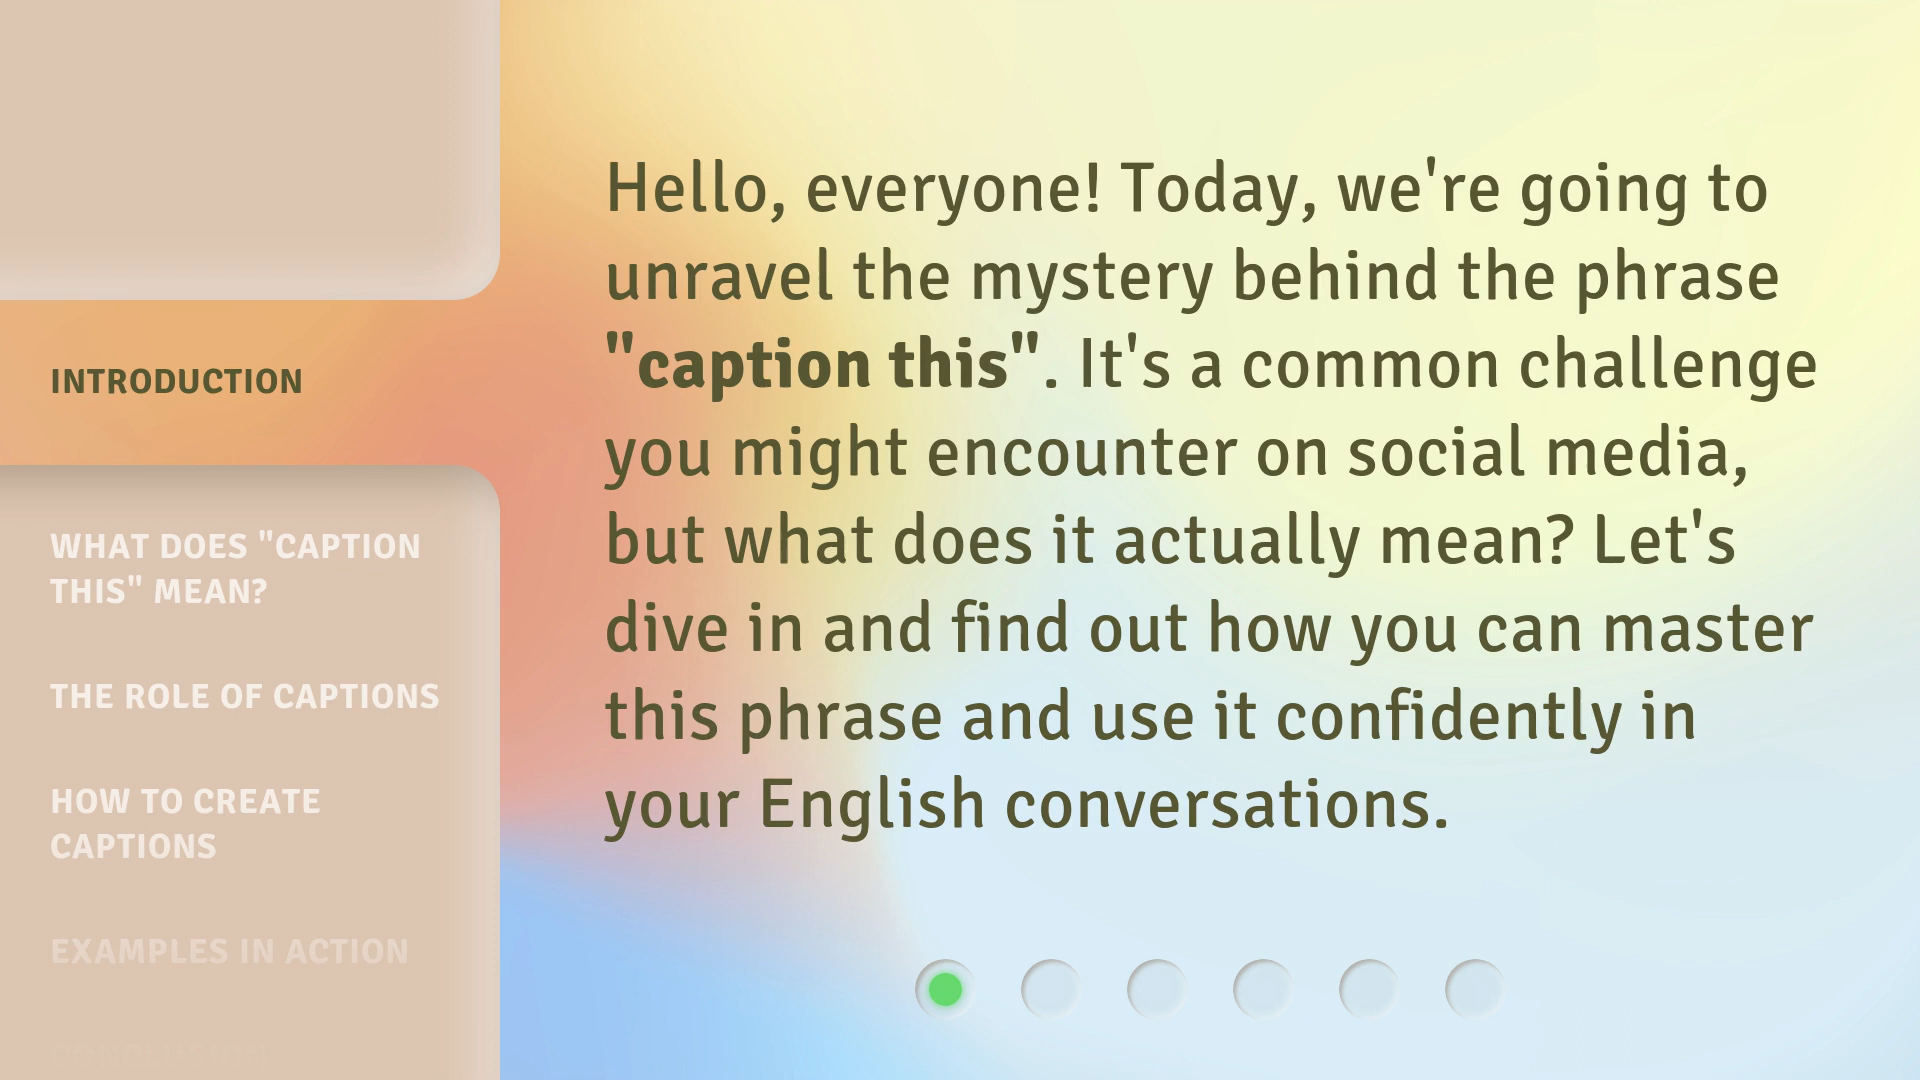 INTRODUCTION
WHAT DOES "CAPTION
THIS" MEAN?
THE ROLE OF CAPTIONS
HOW TO CREATE
CAPTIONS
EXAMPLES IN ACTION
CONCLUSION
Hello, everyone! Today, we're going to
unravel the mystery behind the phrase
"caption this". It's a common challenge
you might encounter on social media,
but what does it actually mean? Let's
dive in and find out how you can master
this phrase and use it confidently in
your English conversations.